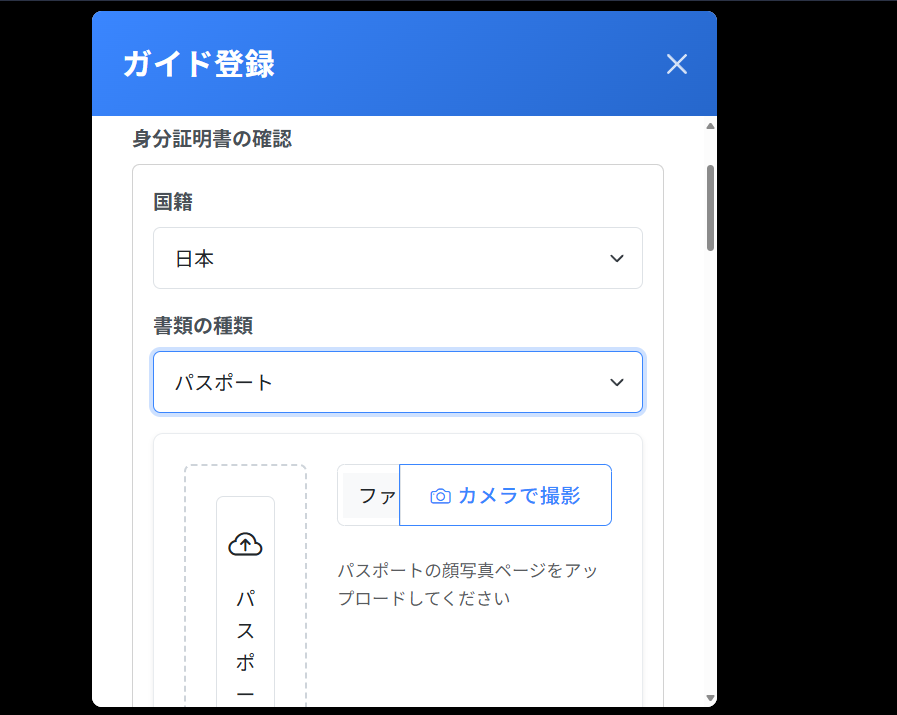 ガイド登録
身分証明書の確認
国籍
日本
書類の種類
パスポート
ファ
カメラで撮影
パスポートの顔写真ページをアッ
プロードしてください
パ
ス
ポ
ー